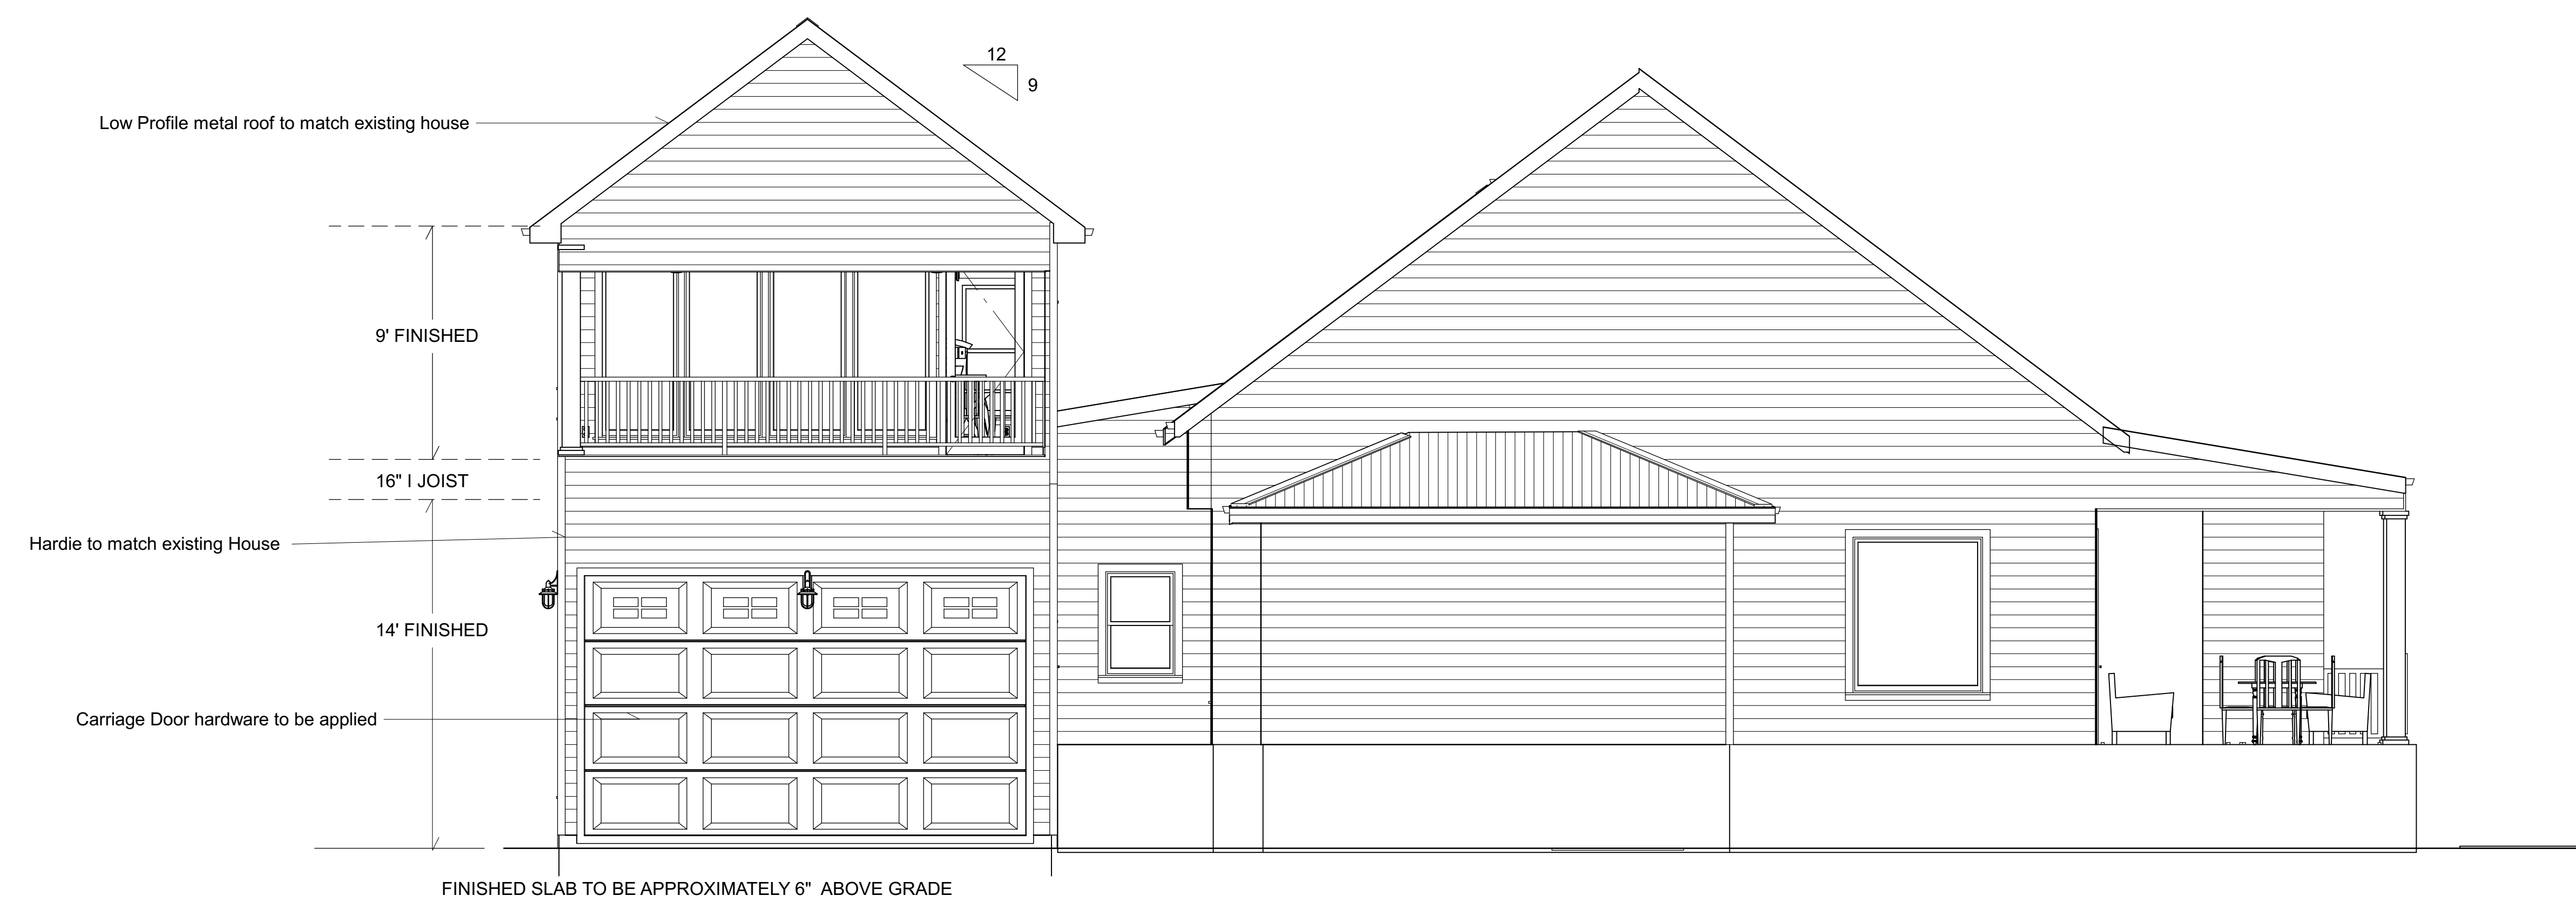 12
9
Low Profile metal roof to match existing house
9' FINISHED
16" I JOIST
Hardie to match existing House
14' FINISHED
Carriage Door hardware to be applied
FINISHED SLAB TO BE APPROXIMATELY 6" ABOVE GRADE